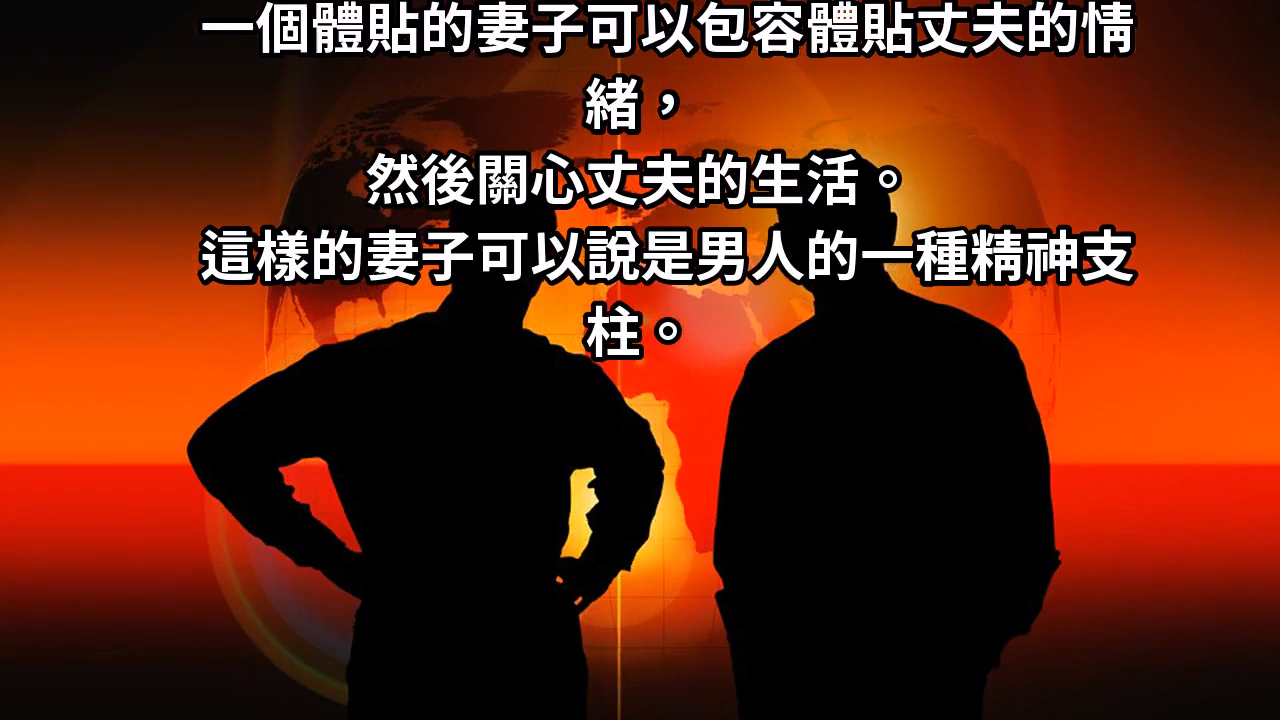 一個體貼的妻子可以包容體貼丈夫的情
緒，
然後關心丈夫的生活。
這樣的妻子可以說是男人的一種精神支
柱。